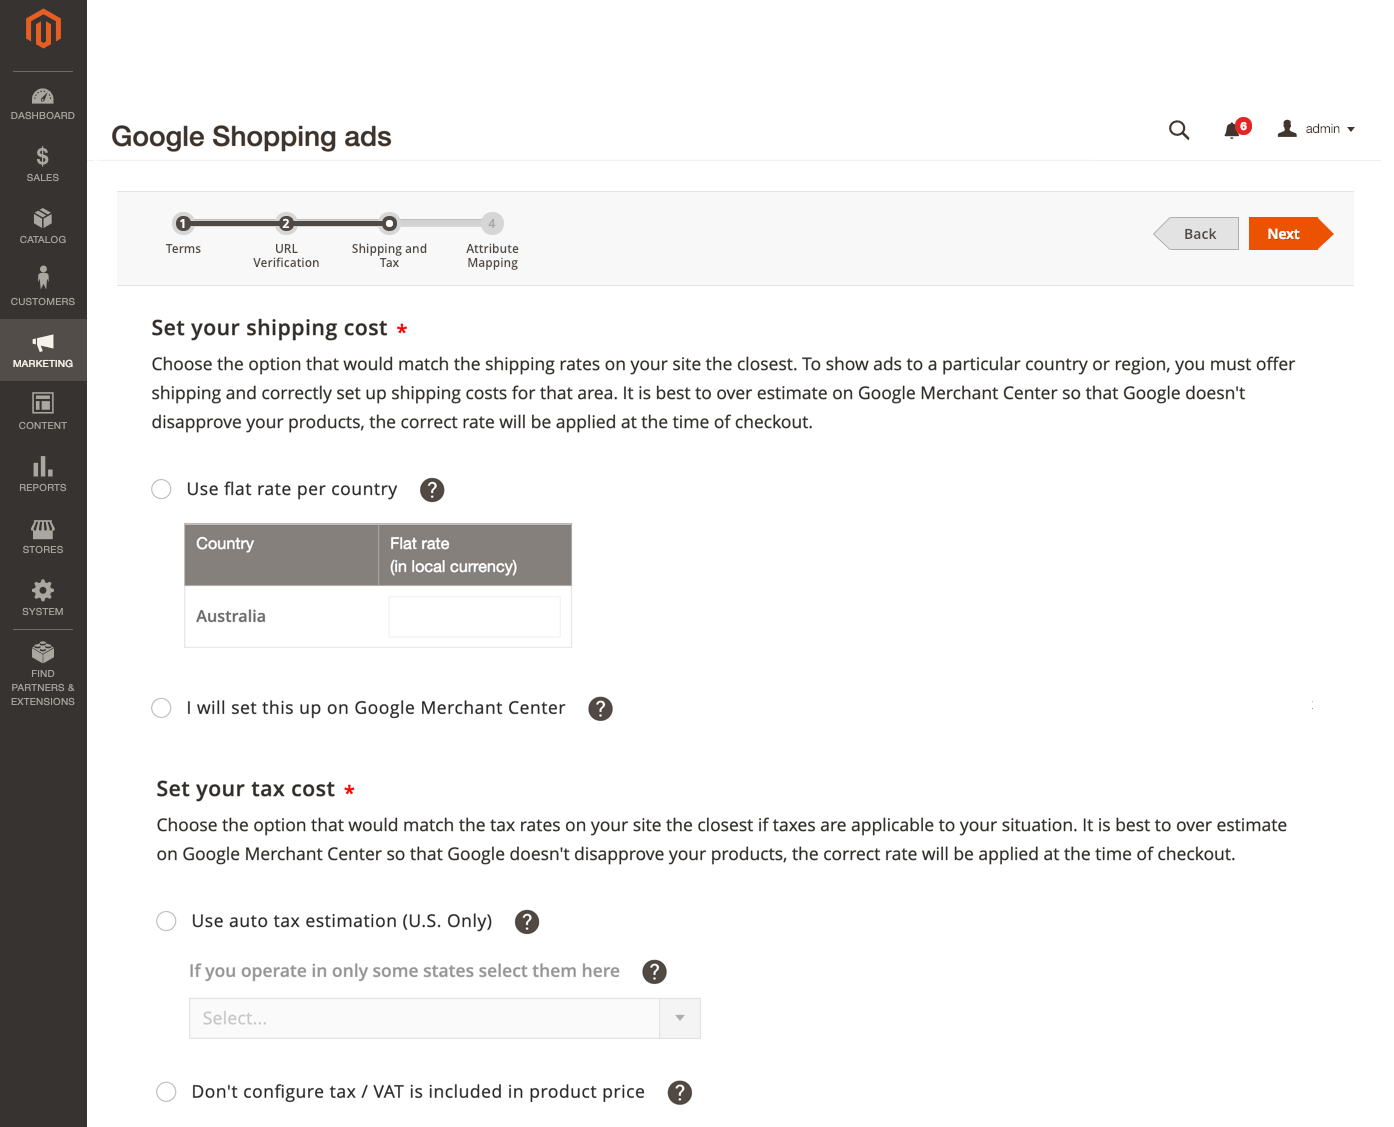 DASHBOARD
SALES
CATALOG
CUSTOMERS
MARKETING
CONTENT
REPORTS
STORES
SYSTEM
FIND
PARTNERS &
EXTENSIONS
Google Shopping ads
6
admin
1
2
4
Terms
URL
Verification
Shipping and
Tax
Attribute
Mapping
Back
Next
Set your shipping cost *
Choose the option that would match the shipping rates on your site the closest. To show ads to a particular country or region, you must offer
shipping and correctly set up shipping costs for that area. It is best to over estimate on Google Merchant Center so that Google doesn't
disapprove your products, the correct rate will be applied at the time of checkout.
Use flat rate per country ?
Country
Flat rate
(in local currency)
Australia
I will set this up on Google Merchant Center ?
Set your tax cost *
Choose the option that would match the tax rates on your site the closest if taxes are applicable to your situation. It is best to over estimate
on Google Merchant Center so that Google doesn't disapprove your products, the correct rate will be applied at the time of checkout.
Use auto tax estimation (U.S. Only) ?
If you operate in only some states select them here ?
Select...
Don't configure tax / VAT is included in product price ?